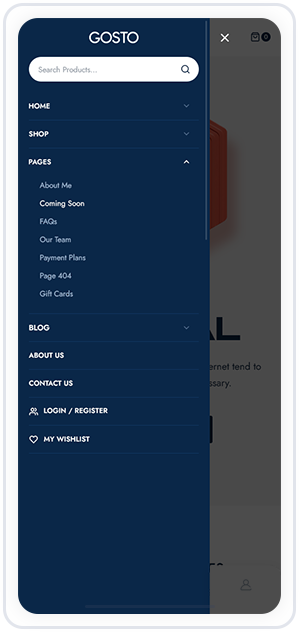 GOSTO
0
Search Products...
HOME
SHOP
PAGES
About Me
Coming Soon
FAQs
Our Team
Payment Plans
Page 404
Gift Cards
AL
ernet tend to
ssary.
BLOG
ABOUT US
CONTACT US
LOGIN / REGISTER
MY WISHLIST